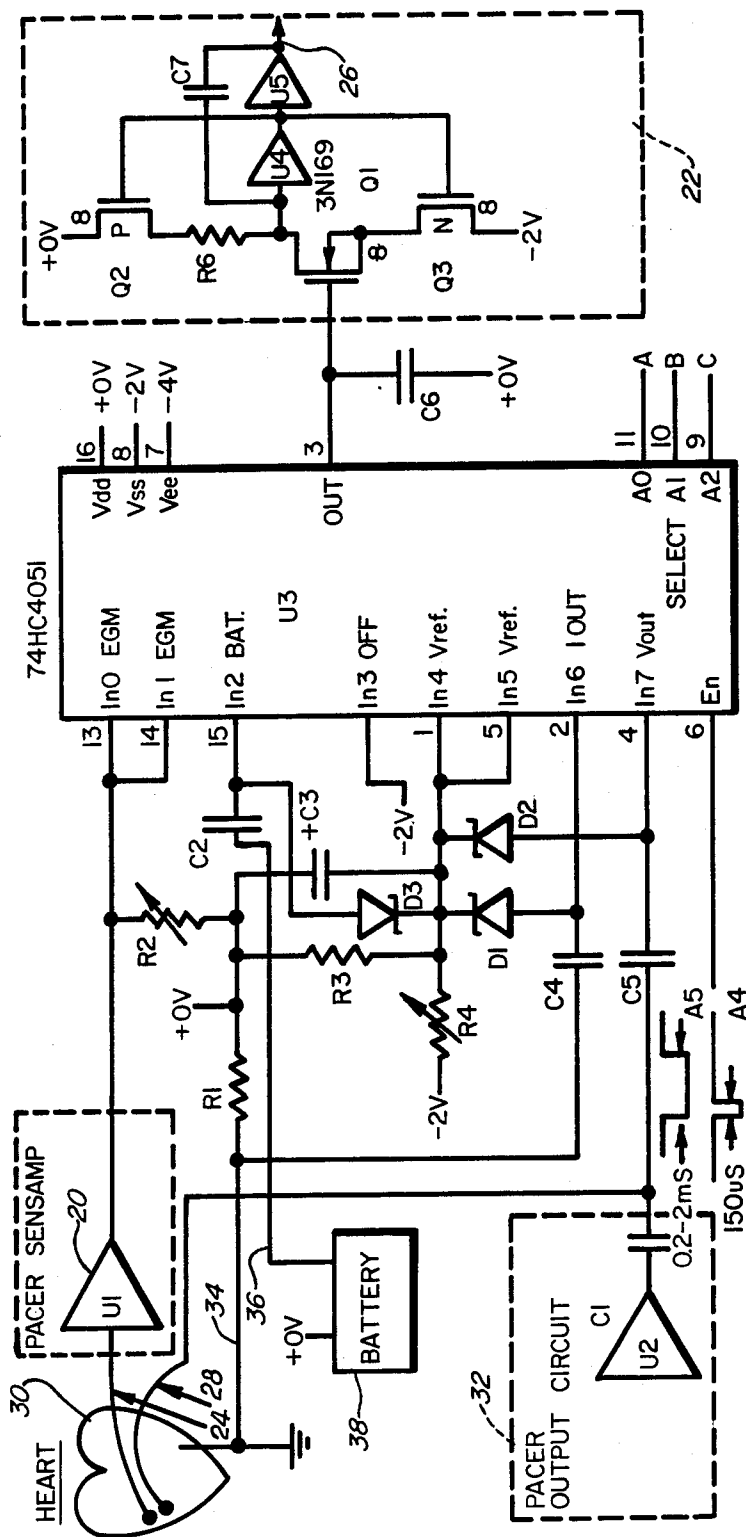 HEART
30
24
28
PACER SENSAMP
20
U1
34
36
BATTERY
38
+0V
PACER
OUTPUT CIRCUIT
32
C1
U2
0.2-2mS
A5
150uS
A4
R1
+0V
R2
R3
R4
-2V
C2
+C3
D3
D1
D2
C4
C5
-2V
13
14
15
1
5
2
4
6
74HC4051
In0 EGM
In1 EGM
In2 BAT.
U3
In3 OFF
In4 Vref.
In5 Vref.
In6 IOUT
In7 Vout
En
SELECT
Vdd
Vss
Vee
OUT
A0
A1
A2
16
+0V
8
-2V
7
-4V
3
11
A
10
B
9
C
C6
+0V
+0V
8
P
Q2
R6
C7
U4
U5
3N169
Q1
26
8
Q3
N
8
-2V
22